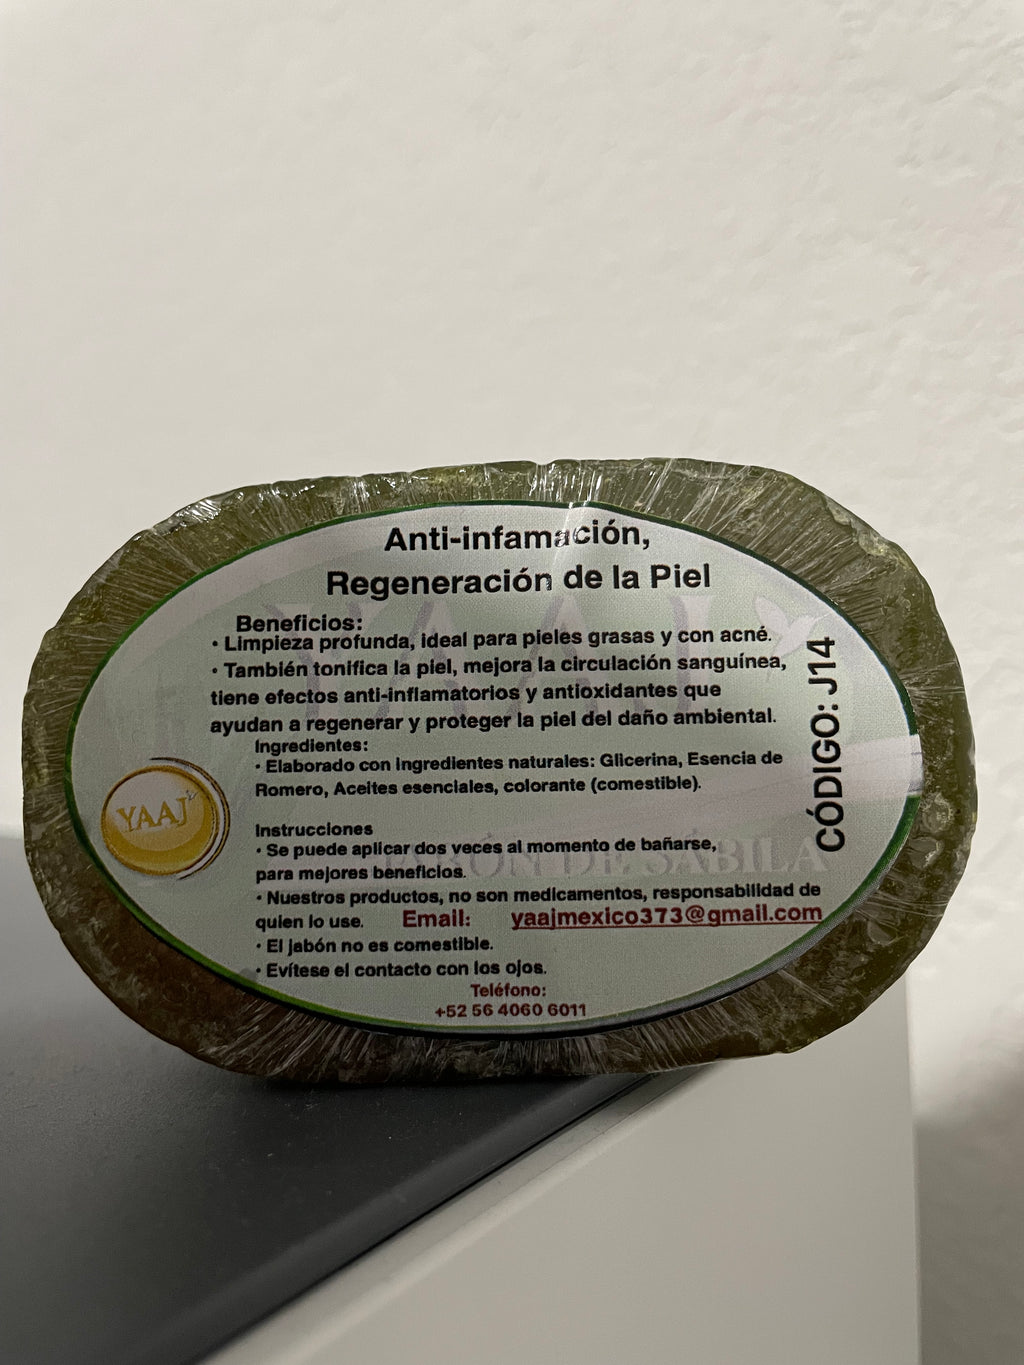 Anti-infamación,
Regeneración de la Piel
Beneficios:
• Limpieza profunda, ideal para pieles grasas y con acné.
• También tonifica la piel, mejora la circulación sanguínea,
tiene efectos anti-inflamatorios y antioxidantes que
ayudan a regenerar y proteger la piel del daño ambiental.
Ingredientes:
• Elaborado con ingredientes naturales: Glicerina, Esencia de
Romero, Aceites esenciales, colorante (comestible).
Instrucciones
• Se puede aplicar dos veces al momento de bañarse,
para mejores beneficios.
• Nuestros productos, no son medicamentos, responsabilidad de
quien lo use. Email: yaajmexico373@gmail.com
• El jabón no es comestible.
• Evítese el contacto con los ojos.
Teléfono:
+52 56 4060 6011
CÓDIGO: J14
YAAJ
YAAJ
JABÓN DE SÁBILA